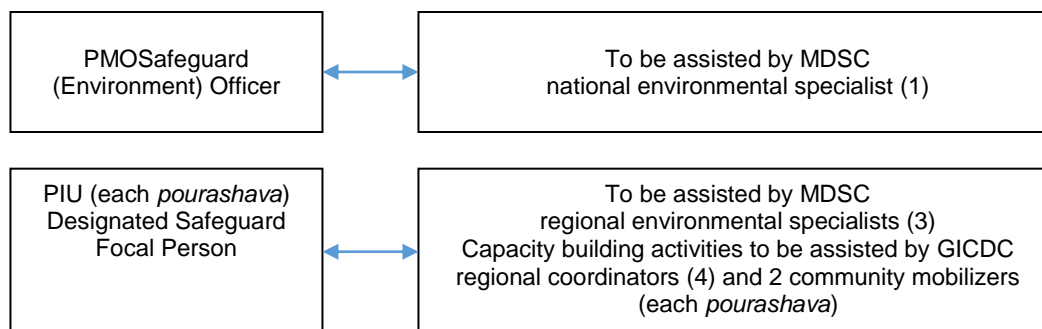 PMOSafeguard
(Environment) Officer
To be assisted by MDSC
national environmental specialist (1)
PIU (each pourashava)
Designated Safeguard
Focal Person
To be assisted by MDSC
regional environmental specialists (3)
Capacity building activities to be assisted by GICDC
regional coordinators (4) and 2 community mobilizers
(each pourashava)